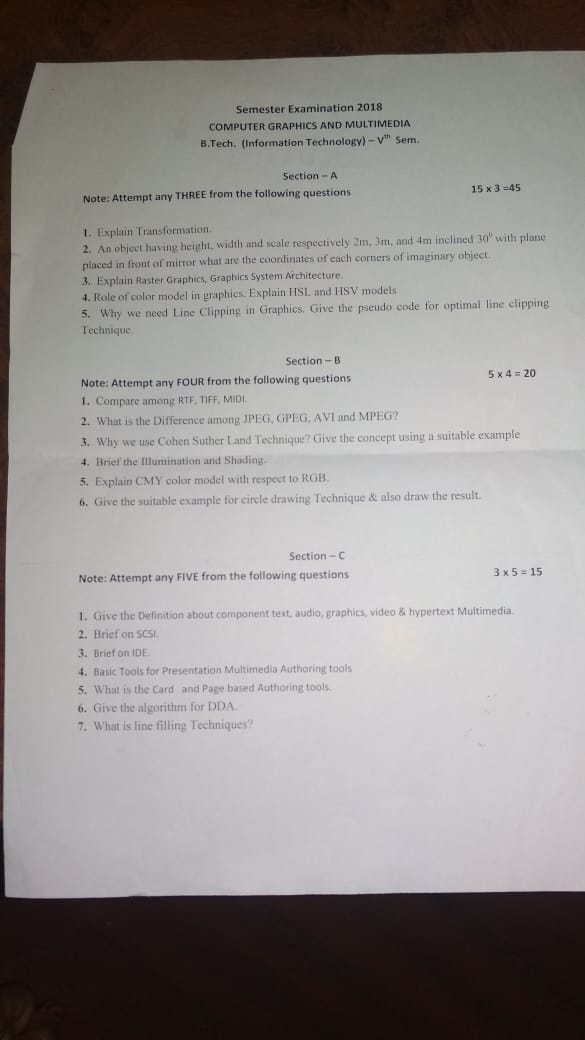 Semester Examination 2018
COMPUTER GRAPHICS AND MULTIMEDIA
B.Tech. (Information Technology) – Vth Sem.
Section – A
Note: Attempt any THREE from the following questions 15 x 3 =45
1. Explain Transformation.
2. An object having height, width and scale respectively 2m, 3m, and 4m inclined 30⁰ with plane
placed in front of mirror what are the coordinates of each corners of imaginary object.
3. Explain Raster Graphics, Graphics System Architecture.
4. Role of color model in graphics. Explain HSL and HSV models
5. Why we need Line Clipping in Graphics. Give the pseudo code for optimal line clipping
Technique.
Section – B
Note: Attempt any FOUR from the following questions 5 x 4 = 20
1. Compare among RTF, TIFF, MIDI.
2. What is the Difference among JPEG, GPEG, AVI and MPEG?
3. Why we use Cohen Suther Land Technique? Give the concept using a suitable example
4. Brief the Illumination and Shading.
5. Explain CMY color model with respect to RGB.
6. Give the suitable example for circle drawing Technique & also draw the result.
Section – C
Note: Attempt any FIVE from the following questions 3 x 5 = 15
1. Give the Definition about component text, audio, graphics, video & hypertext Multimedia.
2. Brief on SCSI.
3. Brief on IDE.
4. Basic Tools for Presentation Multimedia Authoring tools
5. What is the Card and Page based Authoring tools.
6. Give the algorithm for DDA.
7. What is line filling Techniques?